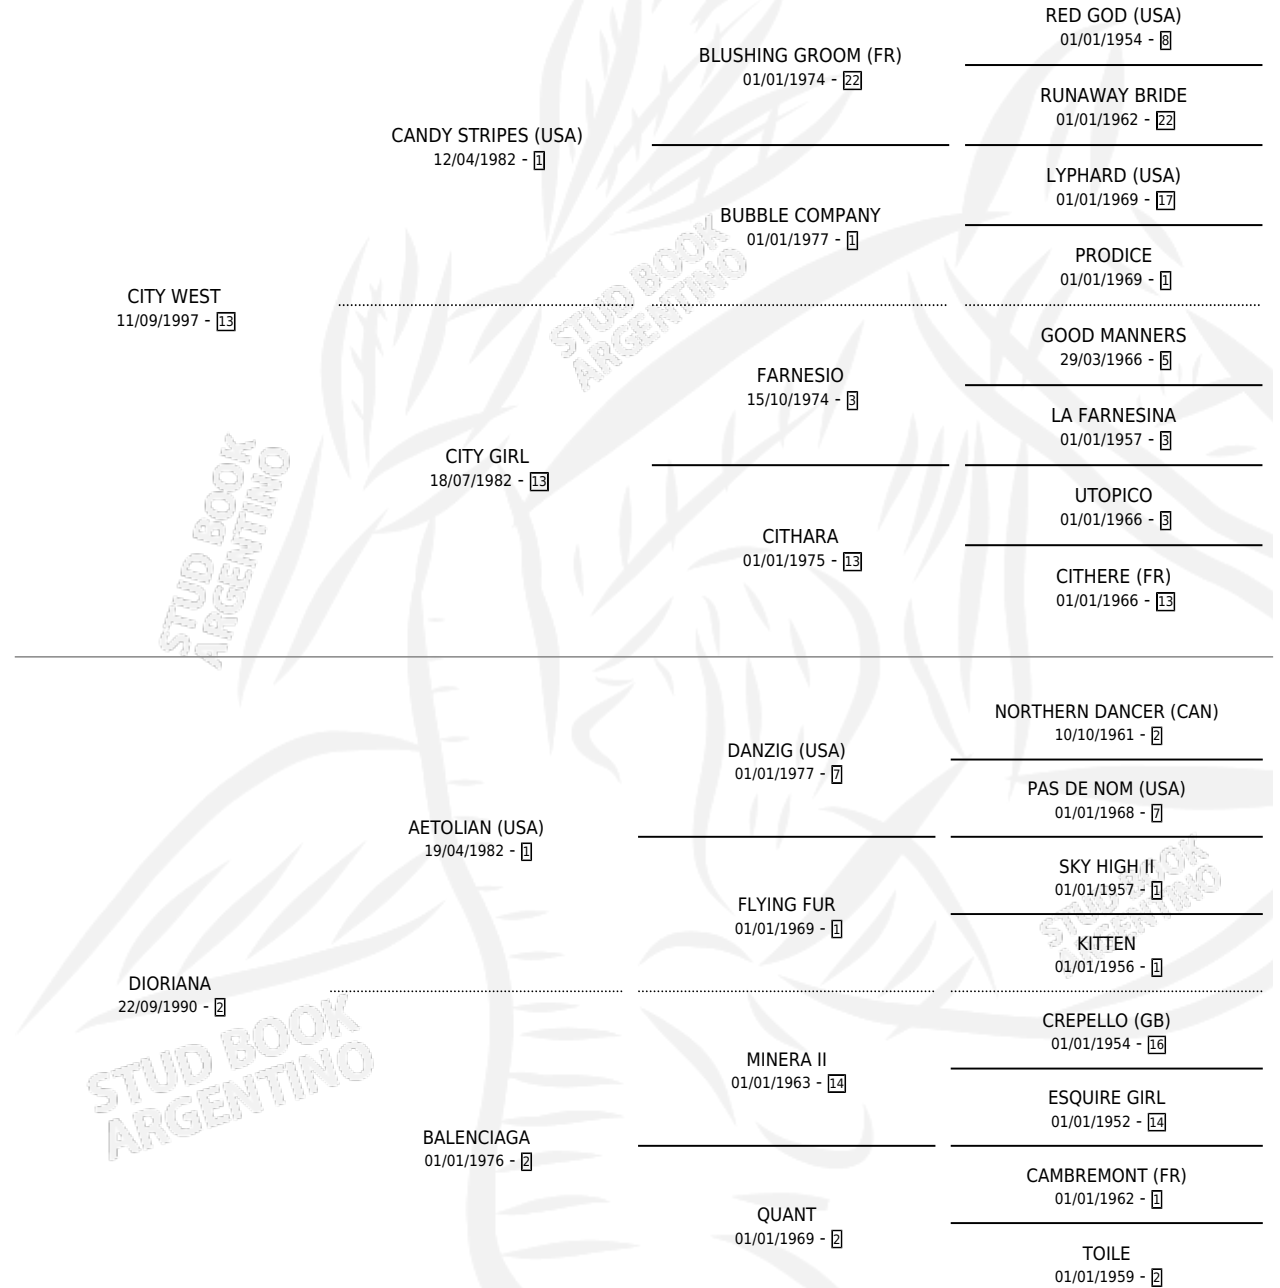 RED GOD (USA)
01/01/1954 - 8
BLUSHING GROOM (FR)
01/01/1974 - 22
RUNAWAY BRIDE
01/01/1962 - 22
CANDY STRIPES (USA)
12/04/1982 - 1
LYPHARD (USA)
01/01/1969 - 17
BUBBLE COMPANY
01/01/1977 - 1
PRODICE
01/01/1969 - 1
CITY WEST
11/09/1997 - 13
GOOD MANNERS
29/03/1966 - 5
FARNESIO
15/10/1974 - 3
LA FARNESINA
01/01/1957 - 3
CITY GIRL
18/07/1982 - 13
UTOPICO
01/01/1966 - 3
CITHARA
01/01/1975 - 13
CITHERE (FR)
01/01/1966 - 13
STUD BOOK
ARGENTINO
STUD BOOK
ARGENTINO
NORTHERN DANCER (CAN)
10/10/1961 - 2
DANZIG (USA)
01/01/1977 - 7
PAS DE NOM (USA)
01/01/1968 - 7
AETOLIAN (USA)
19/04/1982 - 1
SKY HIGH II
01/01/1957 - 1
FLYING FUR
01/01/1969 - 1
KITTEN
01/01/1956 - 1
DIORIANA
22/09/1990 - 2
CREPELLO (GB)
01/01/1954 - 16
MINERA II
01/01/1963 - 14
ESQUIRE GIRL
01/01/1952 - 14
BALENCIAGA
01/01/1976 - 2
CAMBREMONT (FR)
01/01/1962 - 1
QUANT
01/01/1969 - 2
TOILE
01/01/1959 - 2
STUD BOOK
ARGENTINO
STUD BOOK
ARGENTINO